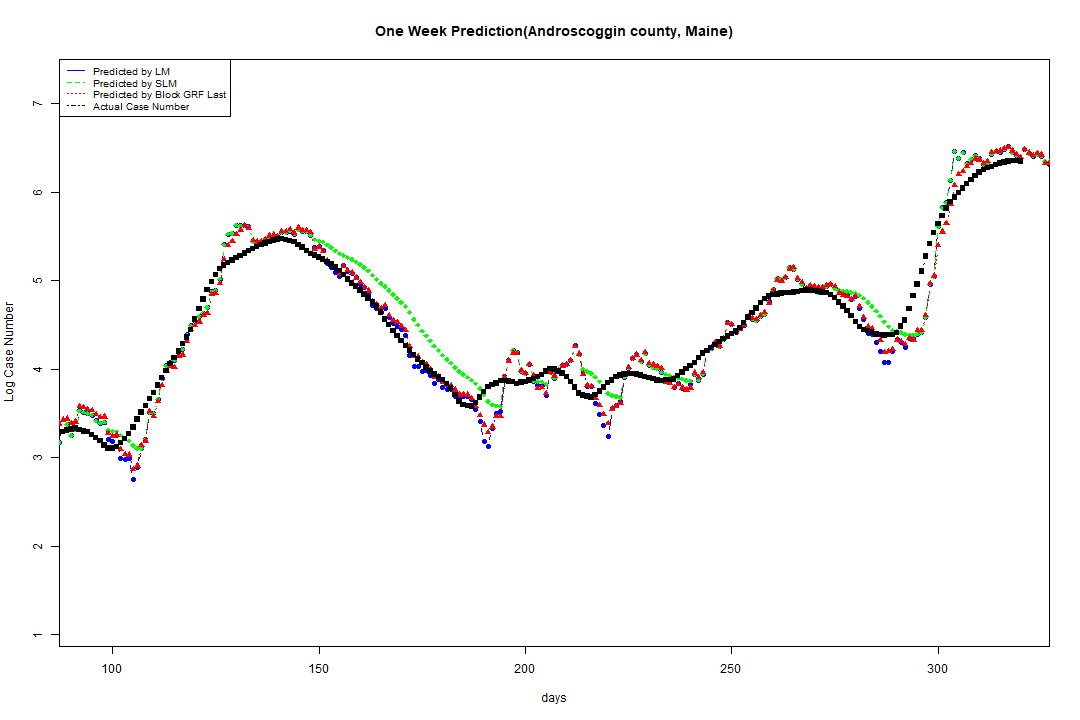 One Week Prediction(Androscoggin county, Maine)
Predicted by LM
Predicted by SLM
Predicted by Block GRF Last
Actual Case Number
Log Case Number
7
6
5
4
3
2
1
100 150 200 250 300
days